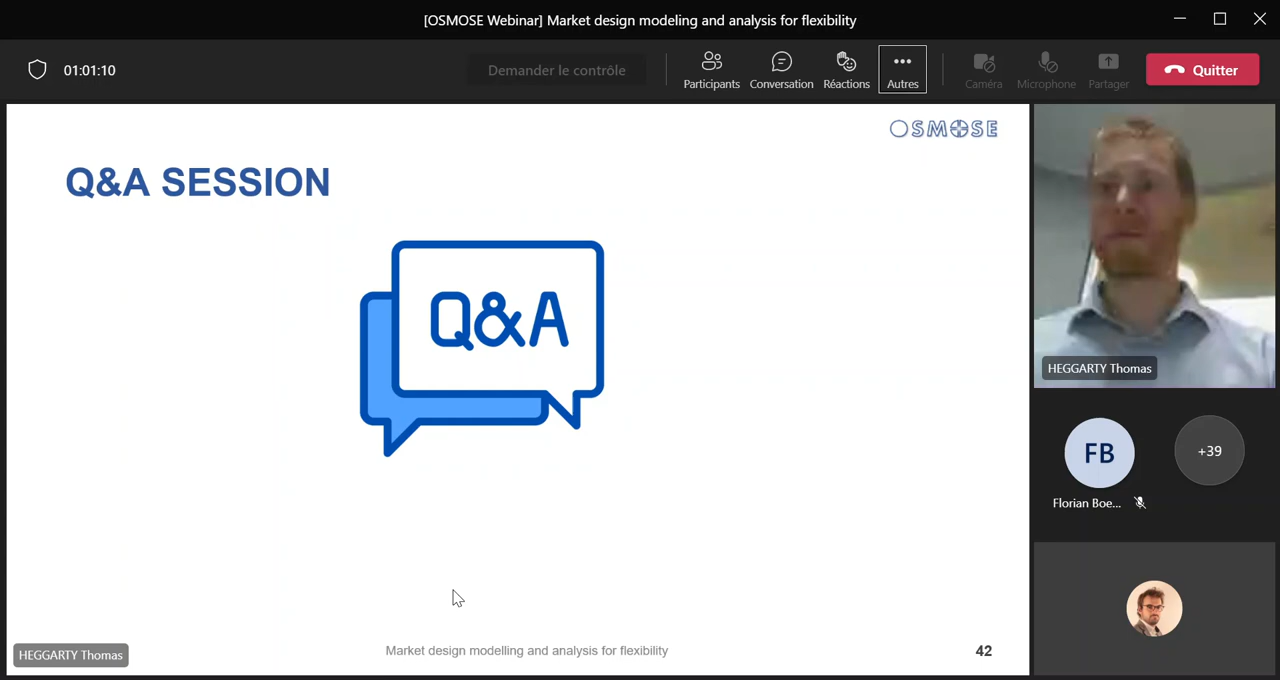 [OSMOSE Webinar] Market design modeling and analysis for flexibility
01:01:10
Demander le contrôle
Participants
Conversation
Réactions
Autres
Caméra
Microphone
Partager
Quitter
OSMOSE
Q&A SESSION
Q&A
HEGGARTY Thomas
FB
+39
Florian Boe...
HEGGARTY Thomas
Market design modelling and analysis for flexibility
42